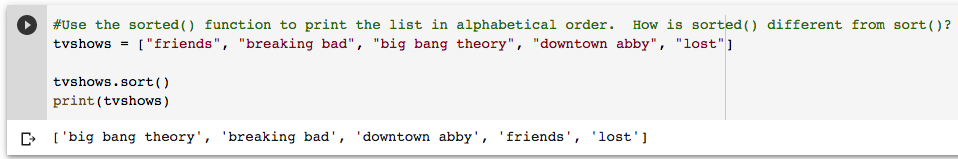 #Use the sorted() function to print the list in alphabetical order.  How is sorted() different from sort()?
tvshows = ["friends", "breaking bad", "big bang theory", "downtown abby", "lost"]
tvshows.sort()
print(tvshows)
['big bang theory', 'breaking bad', 'downtown abby', 'friends', 'lost']